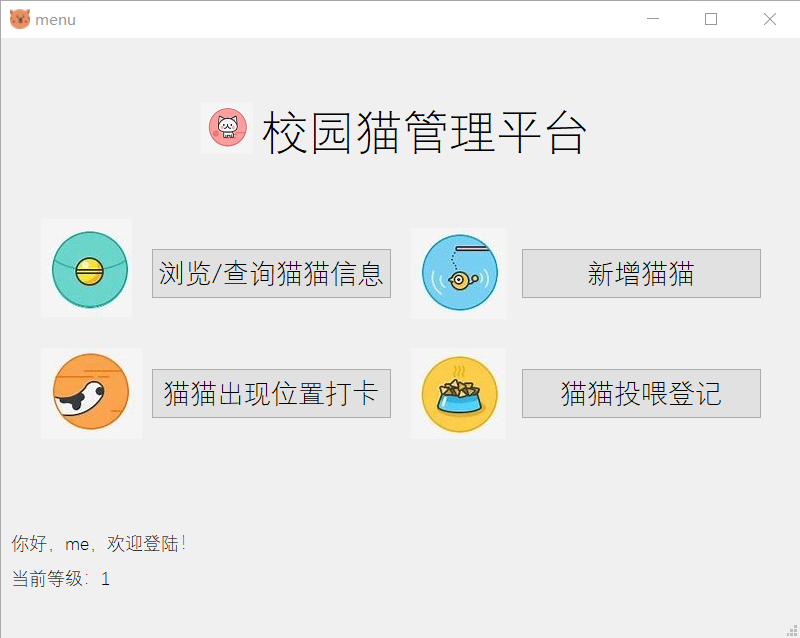 menu
校园猫管理平台
浏览/查询猫猫信息
新增猫猫
猫猫出现位置打卡
猫猫投喂登记
你好，me，欢迎登陆！
当前等级：1